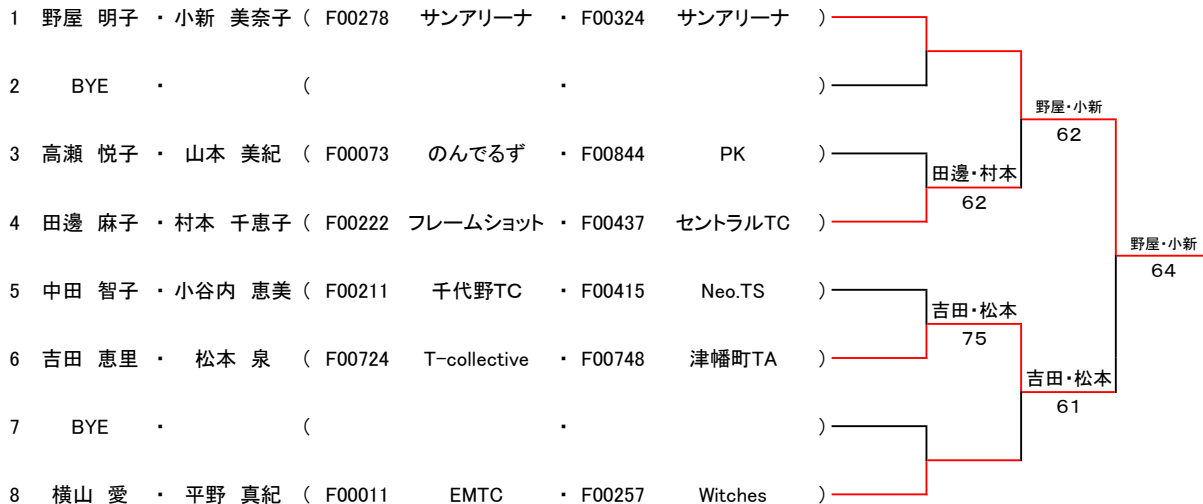 1 野屋 明子 ・ 小新 美奈子 ( F00278 サンアリーナ ・ F00324 サンアリーナ )
2 BYE ・ ( ・ )
野屋・小新
62
3 高瀬 悦子 ・ 山本 美紀 ( F00073 のんでるず ・ F00844 PK )
田邊・村本
62
4 田邊 麻子 ・ 村本 千恵子 ( F00222 フレームショット ・ F00437 セントラルTC )
野屋・小新
64
5 中田 智子 ・ 小谷内 恵美 ( F00211 千代野TC ・ F00415 Neo.TS )
吉田・松本
75
6 吉田 恵里 ・ 松本 泉 ( F00724 T-collective ・ F00748 津幡町TA )
吉田・松本
61
7 BYE ・ ( ・ )
8 横山 愛 ・ 平野 真紀 ( F00011 EMTC ・ F00257 Witches )